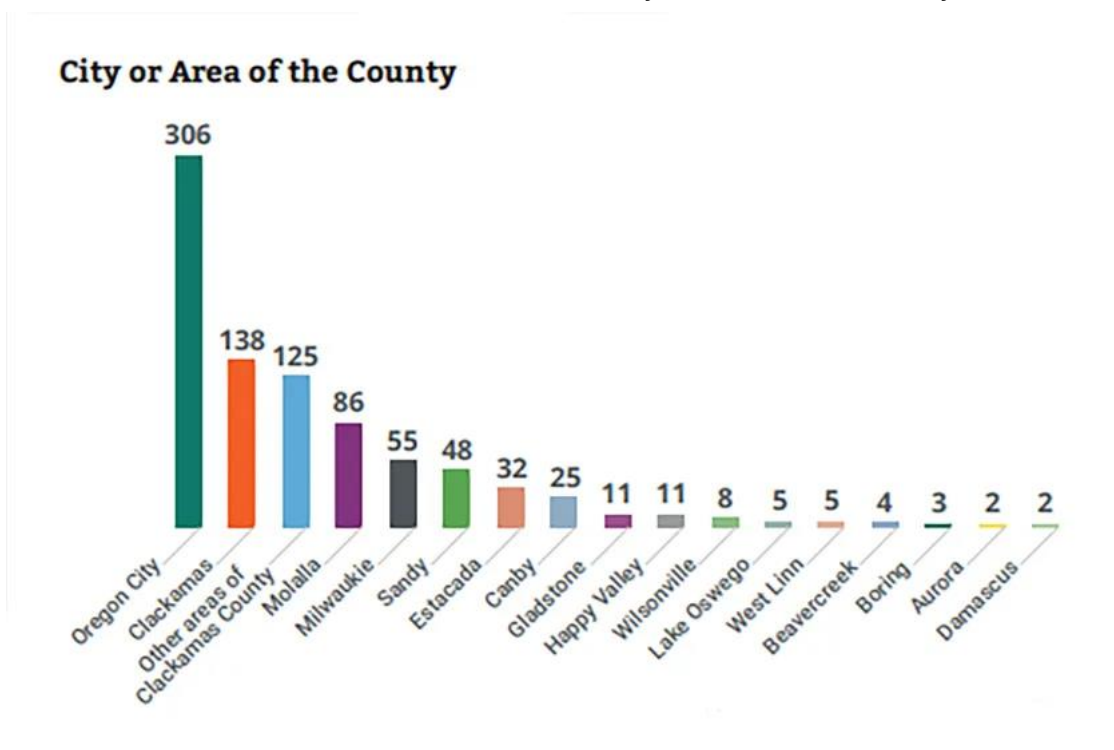 City or Area of the County
306
138
125
86
55
48
32
25
11
11
8
5
5
4
3
2
2
Oregon City
Clackamas
Other areas of
Clackamas County
Molalla
Milwaukie
Sandy
Estacada
Canby
Gladstone
Happy Valley
Wilsonville
Lake Oswego
West Linn
Beavercreek
Boring
Aurora
Damascus